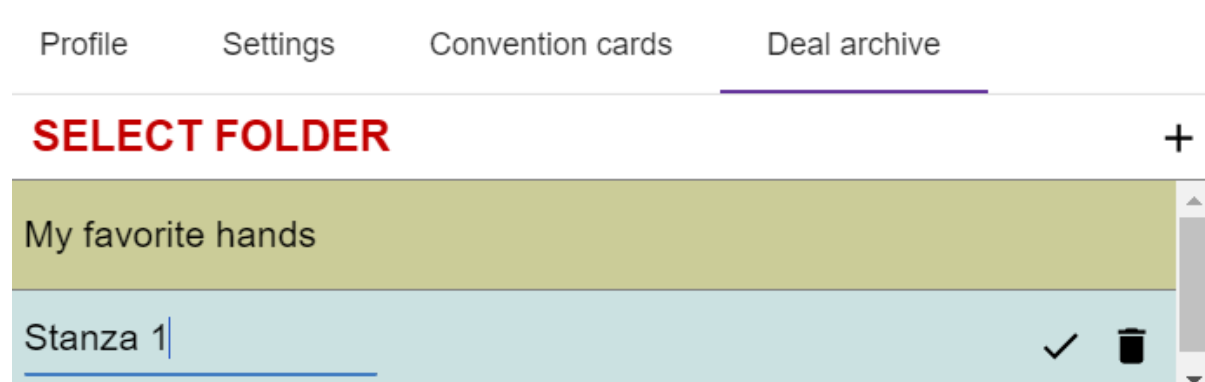 Profile Settings Convention cards Deal archive
SELECT FOLDER +
My favorite hands
Stanza 1